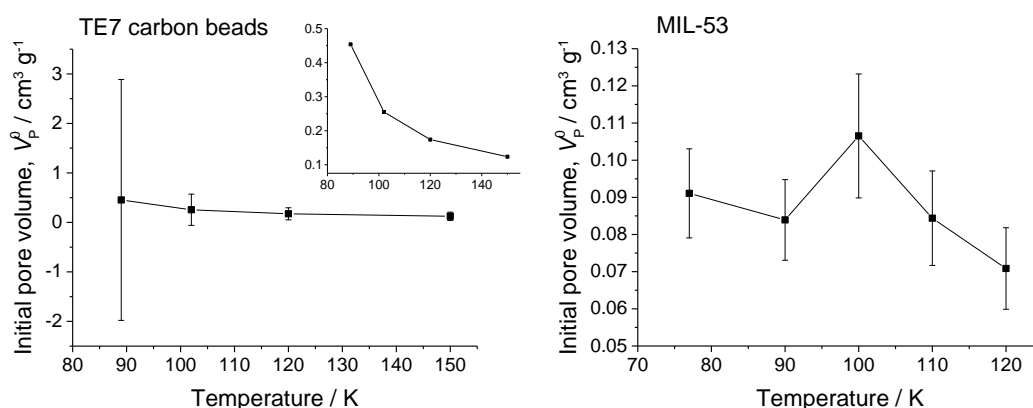 TE7 carbon beads
Initial pore volume, V_P^0 / cm³ g⁻¹
3
2
1
0
-1
-2
80 90 100 110 120 130 140 150
Temperature / K
0.5
0.4
0.3
0.2
0.1
80 100 120 140
MIL-53
Initial pore volume, V_P^0 / cm³ g⁻¹
0.13
0.12
0.11
0.10
0.09
0.08
0.07
0.06
0.05
70 80 90 100 110 120
Temperature / K